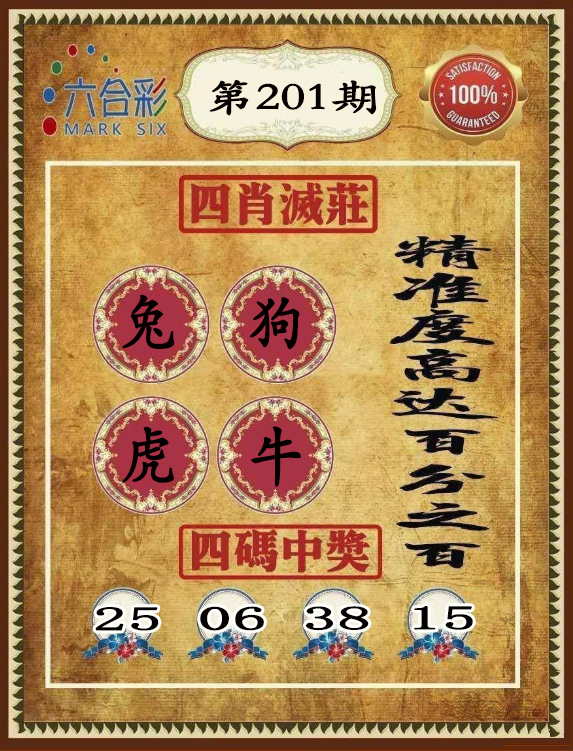 六合彩
MARK SIX
第201期
SATISFACTION
100%
GUARANTEED
四肖滅莊
兔 狗
虎 牛
精准度高达百分之百
四碼中獎
25 06 38 15